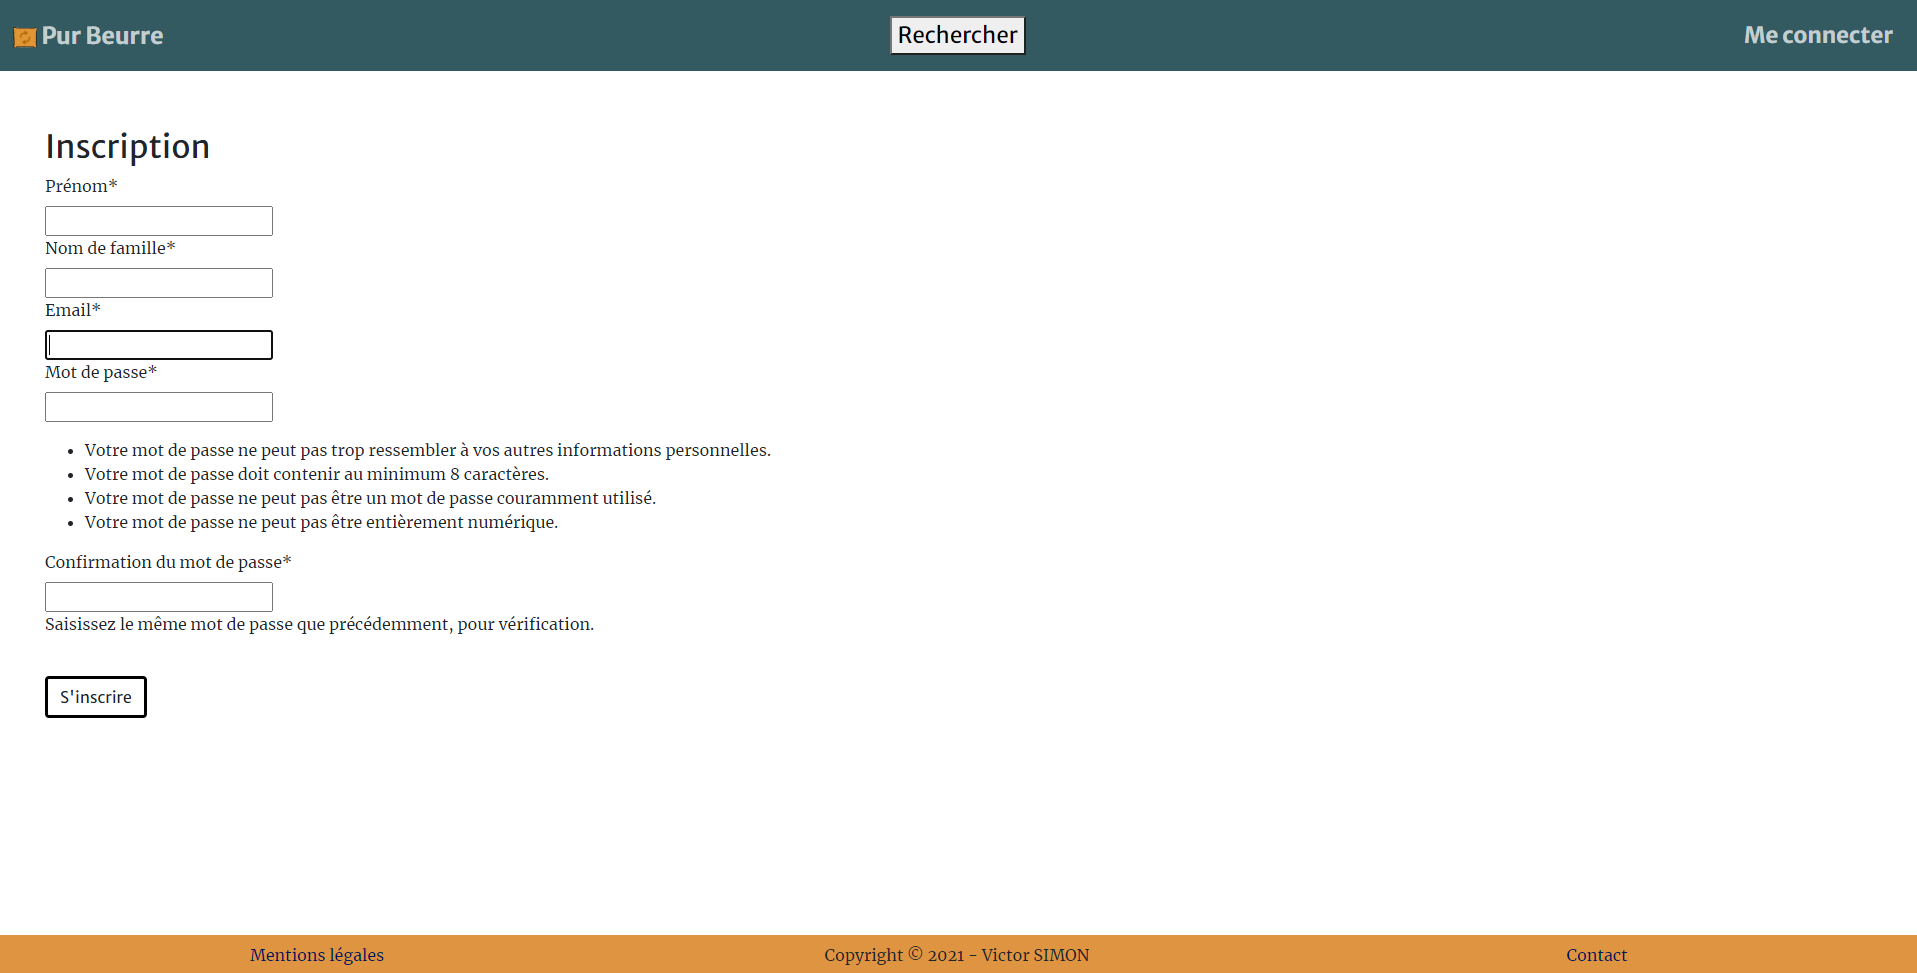 Pur Beurre
Rechercher
Me connecter
Inscription
Prénom*
Nom de famille*
Email*
Mot de passe*
Votre mot de passe ne peut pas trop ressembler à vos autres informations personnelles.
Votre mot de passe doit contenir au minimum 8 caractères.
Votre mot de passe ne peut pas être un mot de passe couramment utilisé.
Votre mot de passe ne peut pas être entièrement numérique.
Confirmation du mot de passe*
Saisissez le même mot de passe que précédemment, pour vérification.
S'inscrire
Mentions légales
Copyright © 2021 - Victor SIMON
Contact